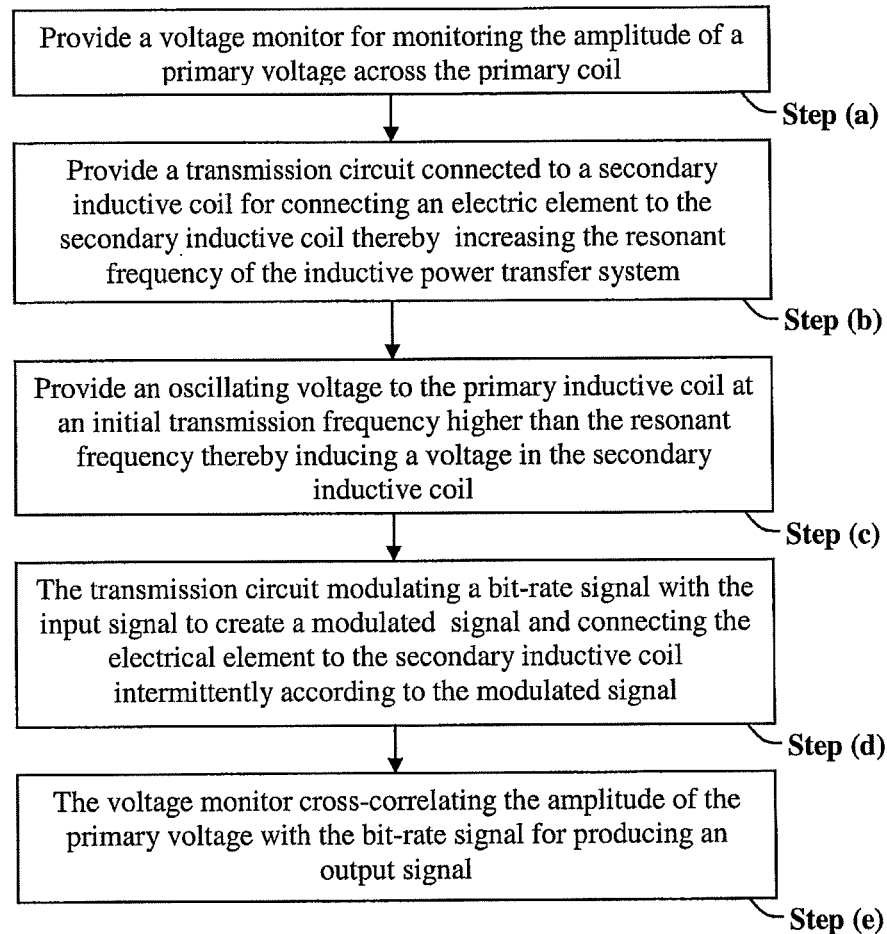 Provide a voltage monitor for monitoring the amplitude of a
primary voltage across the primary coil
Step (a)
Provide a transmission circuit connected to a secondary
inductive coil for connecting an electric element to the
secondary inductive coil thereby increasing the resonant
frequency of the inductive power transfer system
Step (b)
Provide an oscillating voltage to the primary inductive coil at
an initial transmission frequency higher than the resonant
frequency thereby inducing a voltage in the secondary
inductive coil
Step (c)
The transmission circuit modulating a bit-rate signal with the
input signal to create a modulated signal and connecting the
electrical element to the secondary inductive coil
intermittently according to the modulated signal
Step (d)
The voltage monitor cross-correlating the amplitude of the
primary voltage with the bit-rate signal for producing an
output signal
Step (e)